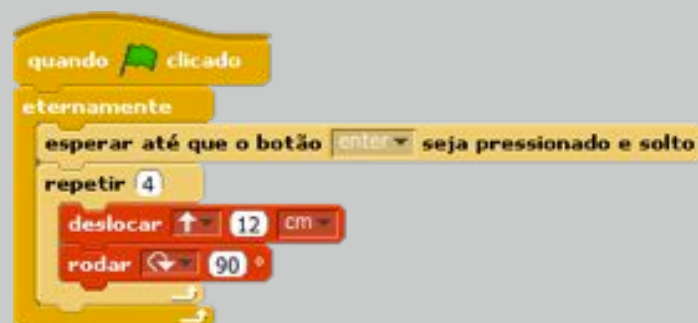 quando clicado
eternamente
esperar até que o botão enter seja pressionado e solto
repetir 4
deslocar 12 cm
rodar 90 °